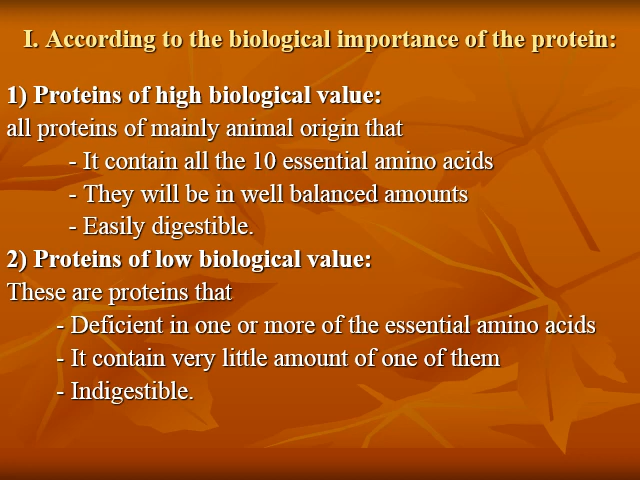 I. According to the biological importance of the protein:
1) Proteins of high biological value:
all proteins of mainly animal origin that
- It contain all the 10 essential amino acids
- They will be in well balanced amounts
- Easily digestible.
2) Proteins of low biological value:
These are proteins that
- Deficient in one or more of the essential amino acids
- It contain very little amount of one of them
- Indigestible.